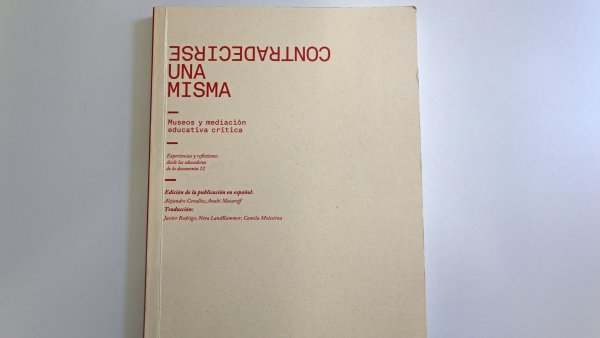 CONTRADECIRSE
UNA
MISMA
Museos y mediación
educativa crítica
Experiencias y reflexiones
desde las educadoras
de la documenta 12
Edición de la publicación en español:
Alejandro Cevallos, Anahi Macaroff
Traducción:
Javier Rodrigo, Nora LandKammer, Camila Molestina